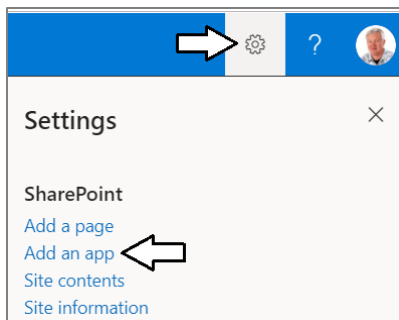 ?
Settings
SharePoint
Add a page
Add an app
Site contents
Site information